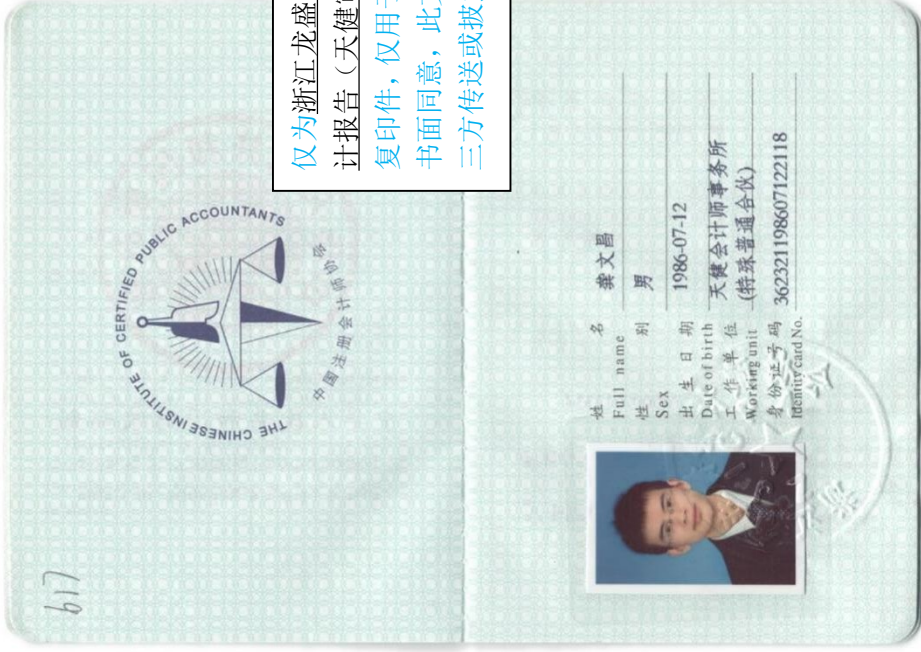 617
THE CHINESE INSTITUTE OF CERTIFIED PUBLIC ACCOUNTANTS
中国注册会计师协会
仅为浙江龙盛
计报告（天健审
复印件，仅用于
书面同意，此文
三方传送或披露
姓 名 龚文昌
Full name
性 别 男
Sex
出 生 日 期 1986-07-12
Date of birth
工 作 单 位 天健会计师事务所
Working unit (特殊普通合伙)
身份证号码 362321198607122118
Identity card No.